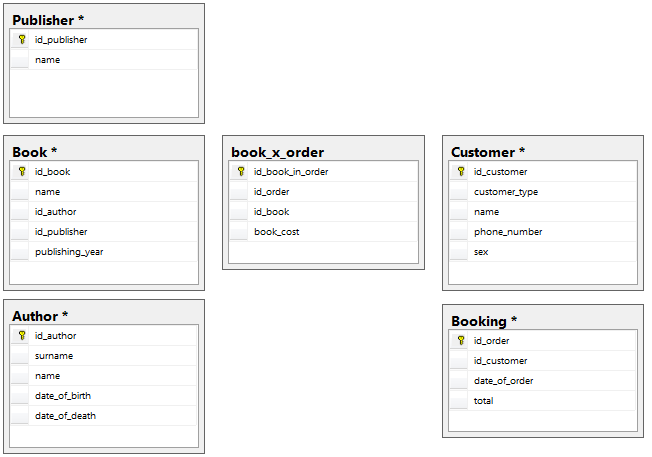 Publisher *
id_publisher
name
Book *
id_book
name
id_author
id_publisher
publishing_year
Author *
id_author
surname
name
date_of_birth
date_of_death
book_x_order
id_book_in_order
id_order
id_book
book_cost
Customer *
id_customer
customer_type
name
phone_number
sex
Booking *
id_order
id_customer
date_of_order
total